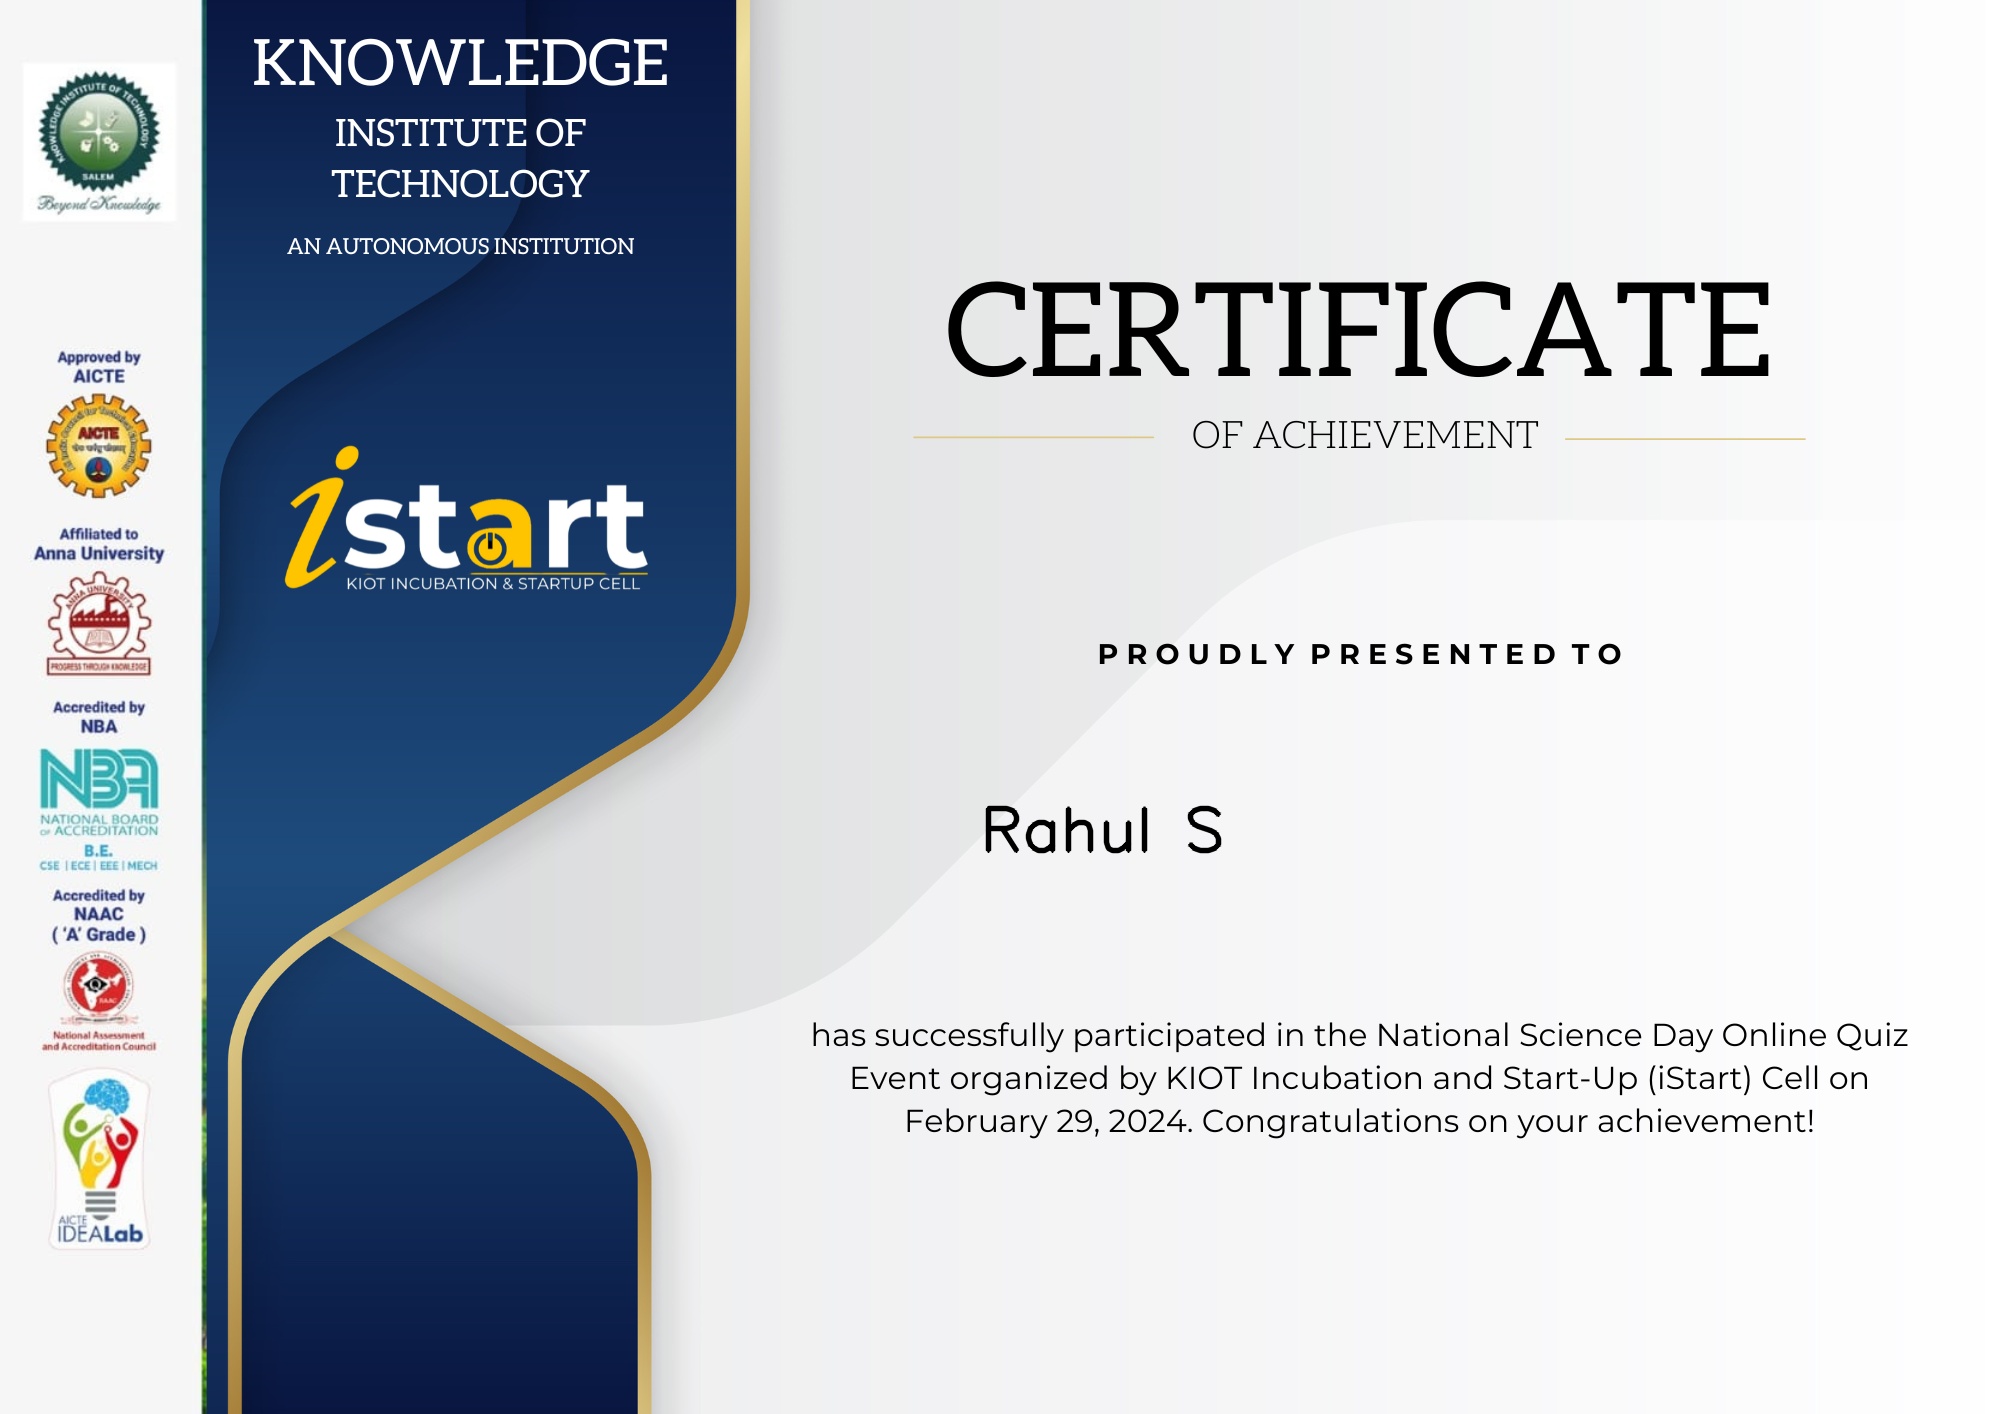 KNOWLEDGE INSTITUTE OF TECHNOLOGY
SALEM
Beyond Knowledge
Approved by
AICTE
AICTE
Affiliated to
Anna University
ANNA UNIVERSITY
PROGRESS THROUGH KNOWLEDGE
Accredited by
NBA
NBA
NATIONAL BOARD
OF ACCREDITATION
B.E.
CSE | ECE | EEE | MECH
Accredited by
NAAC
( 'A' Grade )
NAAC
National Assessment
and Accreditation Council
AICTE
IDEALab
KNOWLEDGE
INSTITUTE OF
TECHNOLOGY
AN AUTONOMOUS INSTITUTION
istart
KIOT INCUBATION & STARTUP CELL
CERTIFICATE
OF ACHIEVEMENT
PROUDLY PRESENTED TO
Rahul S
has successfully participated in the National Science Day Online Quiz
Event organized by KIOT Incubation and Start-Up (iStart) Cell on
February 29, 2024. Congratulations on your achievement!